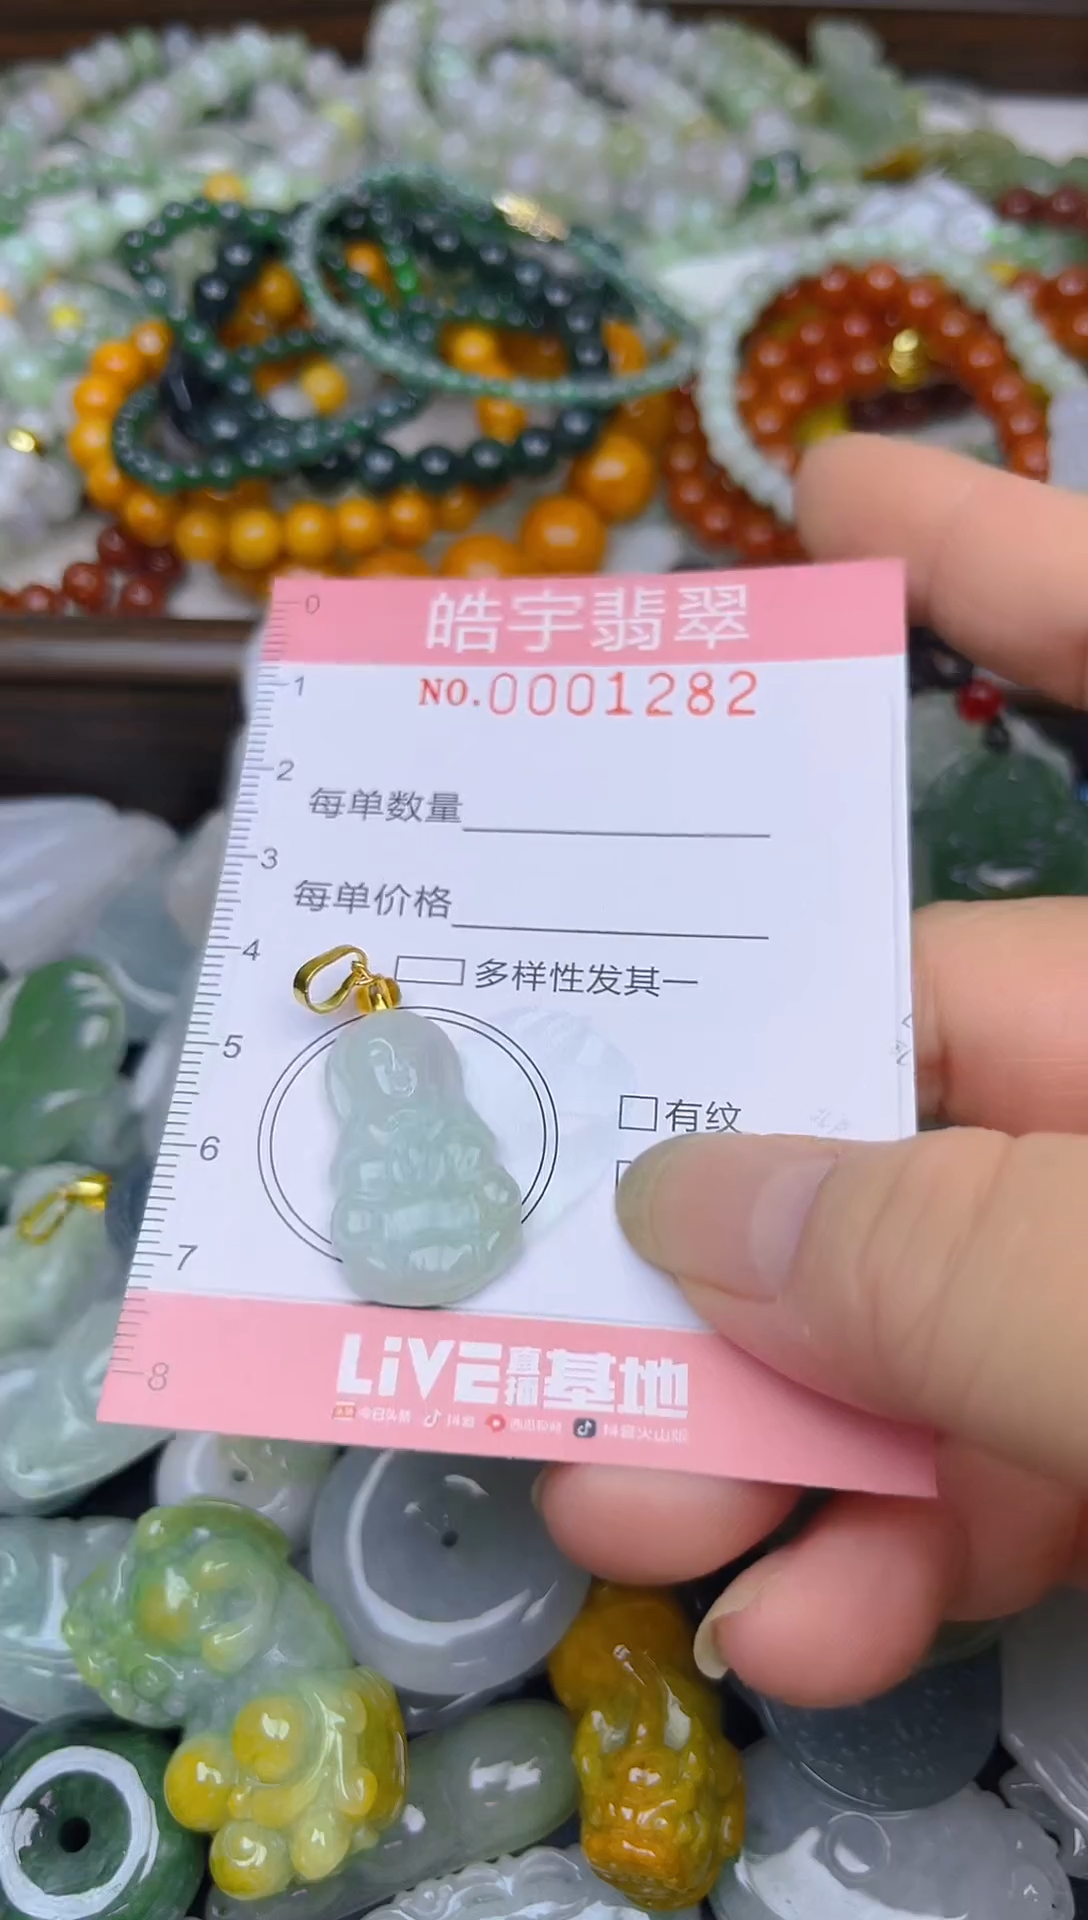 皓宇翡翠
NO.0001282
每单数量
每单价格
多样性发其一
有纹
LiVE直播基地
今日头条 抖音 西瓜视频 抖音火山版
0
1
2
3
4
5
6
7
8